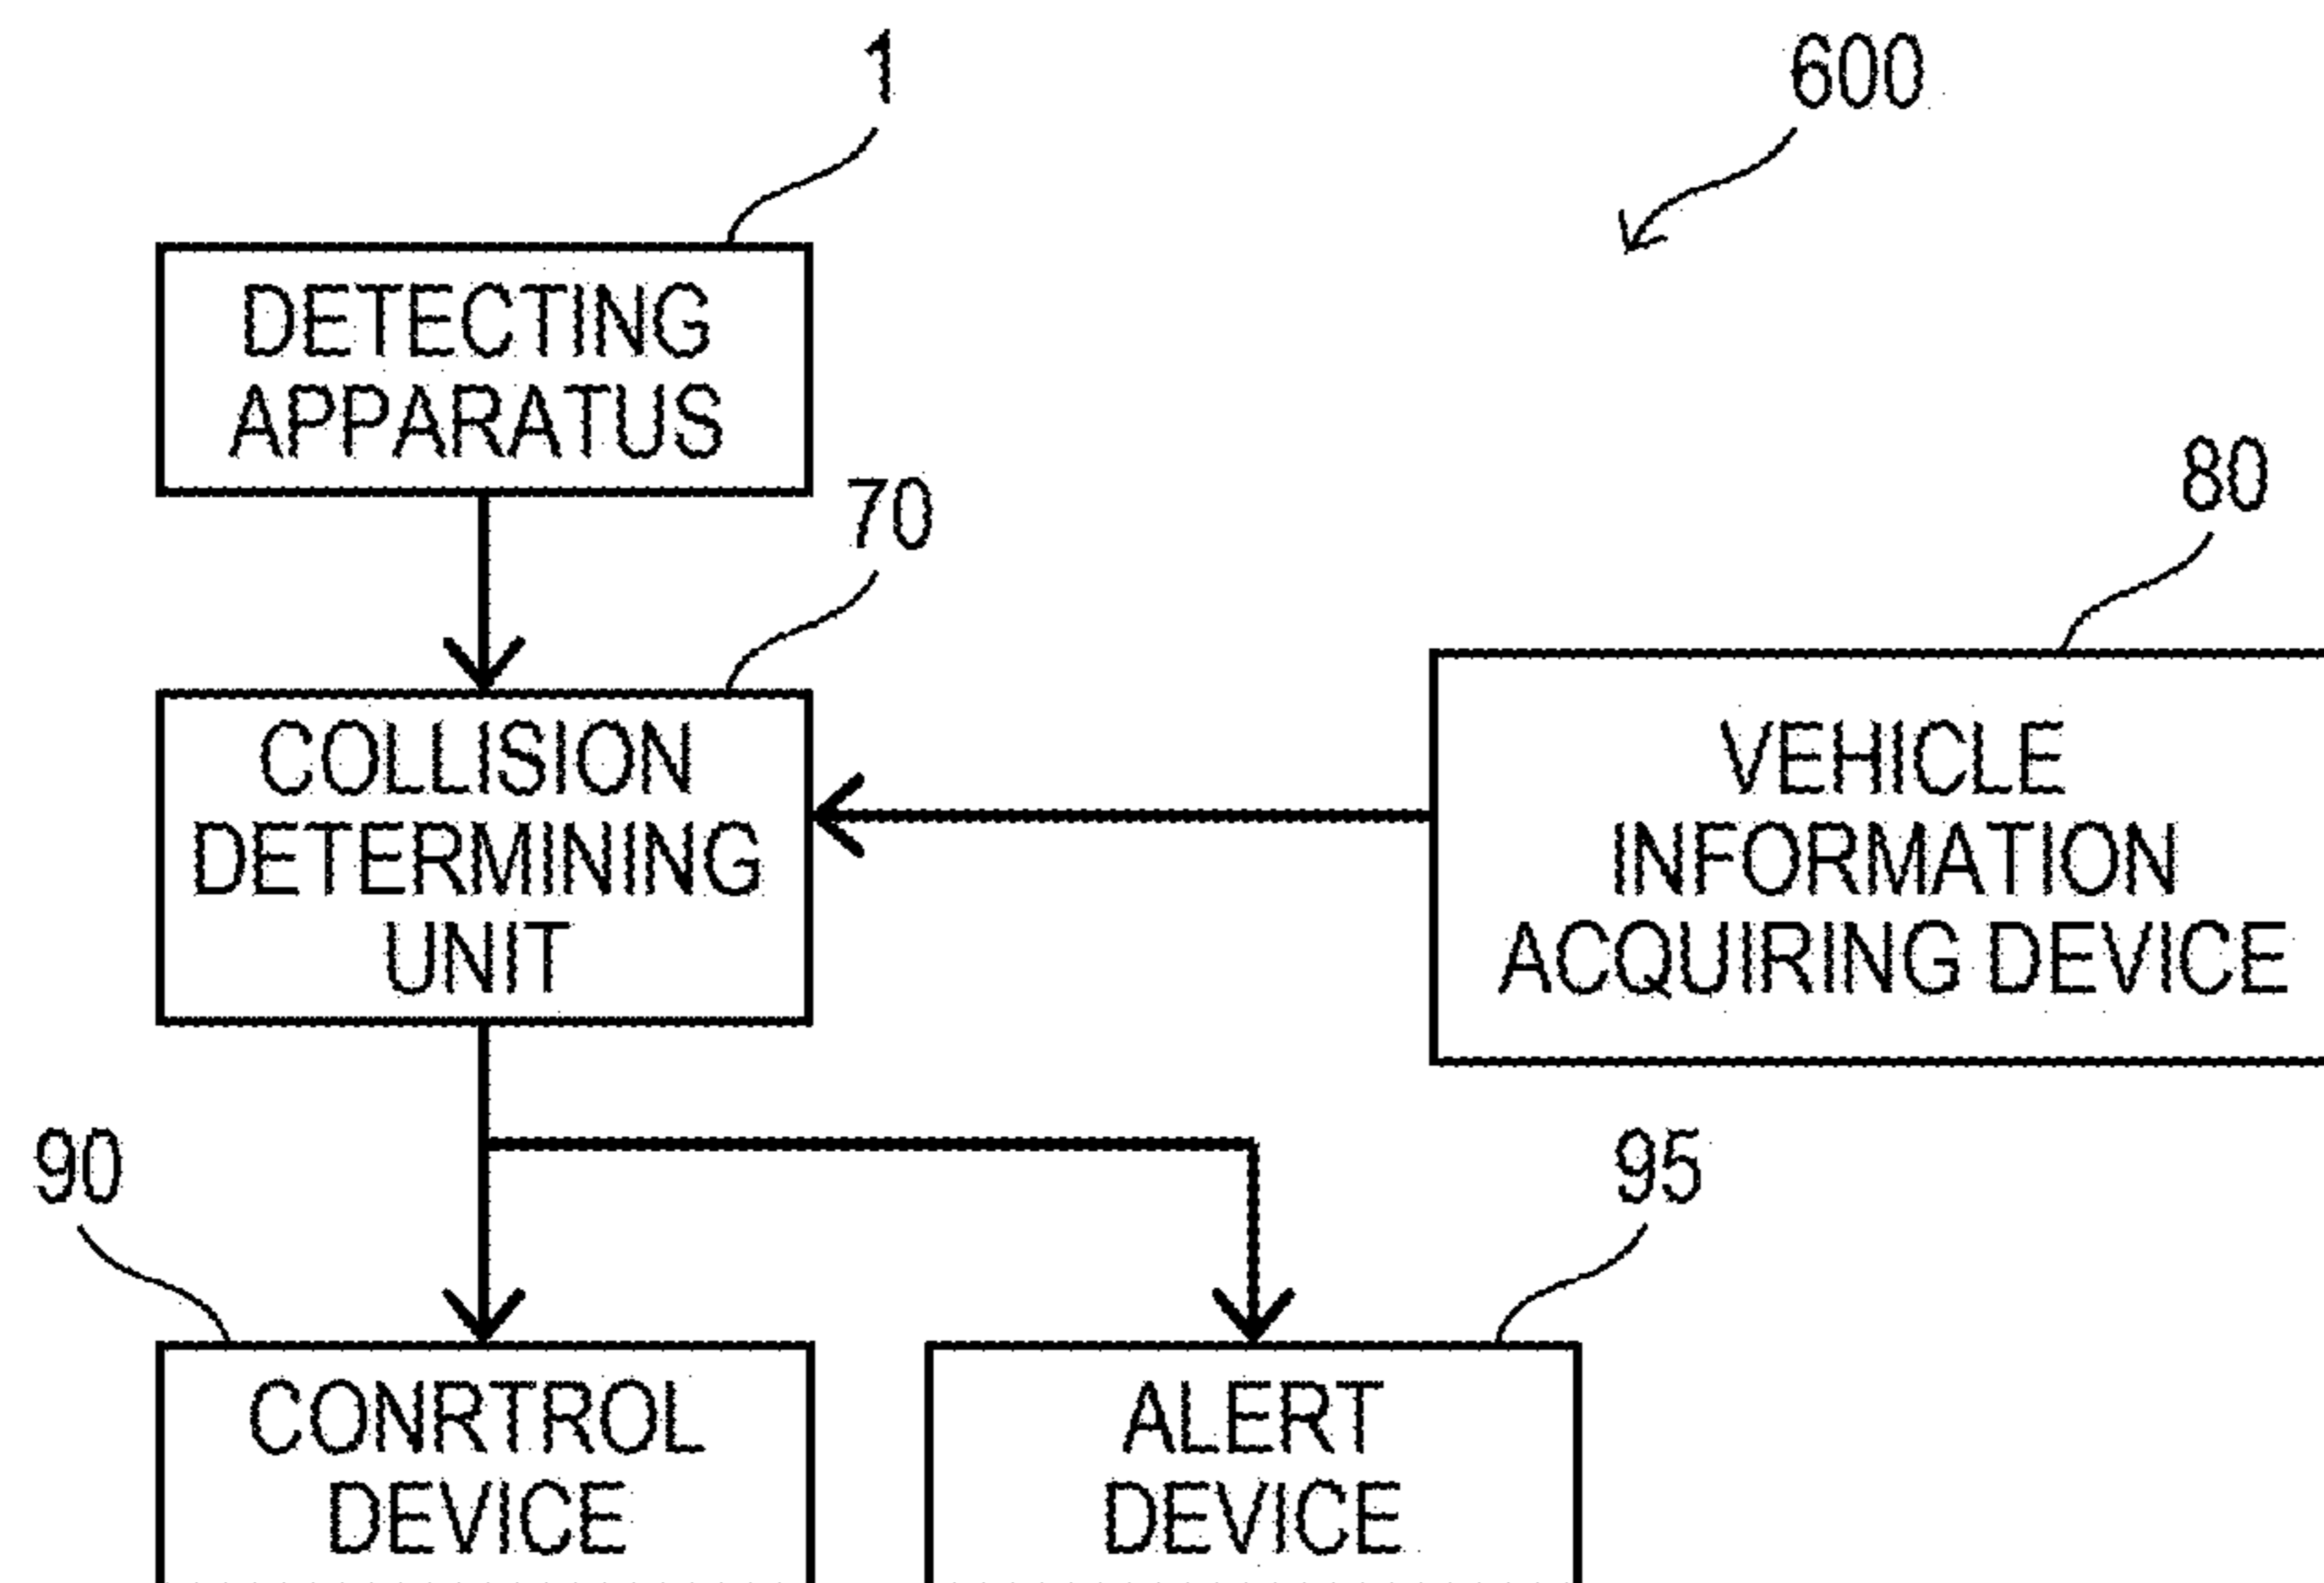 1
600
DETECTING
APPARATUS
70
80
COLLISION
DETERMINING
UNIT
VEHICLE
INFORMATION
ACQUIRING DEVICE
90
95
CONRTROL
DEVICE
ALERT
DEVICE